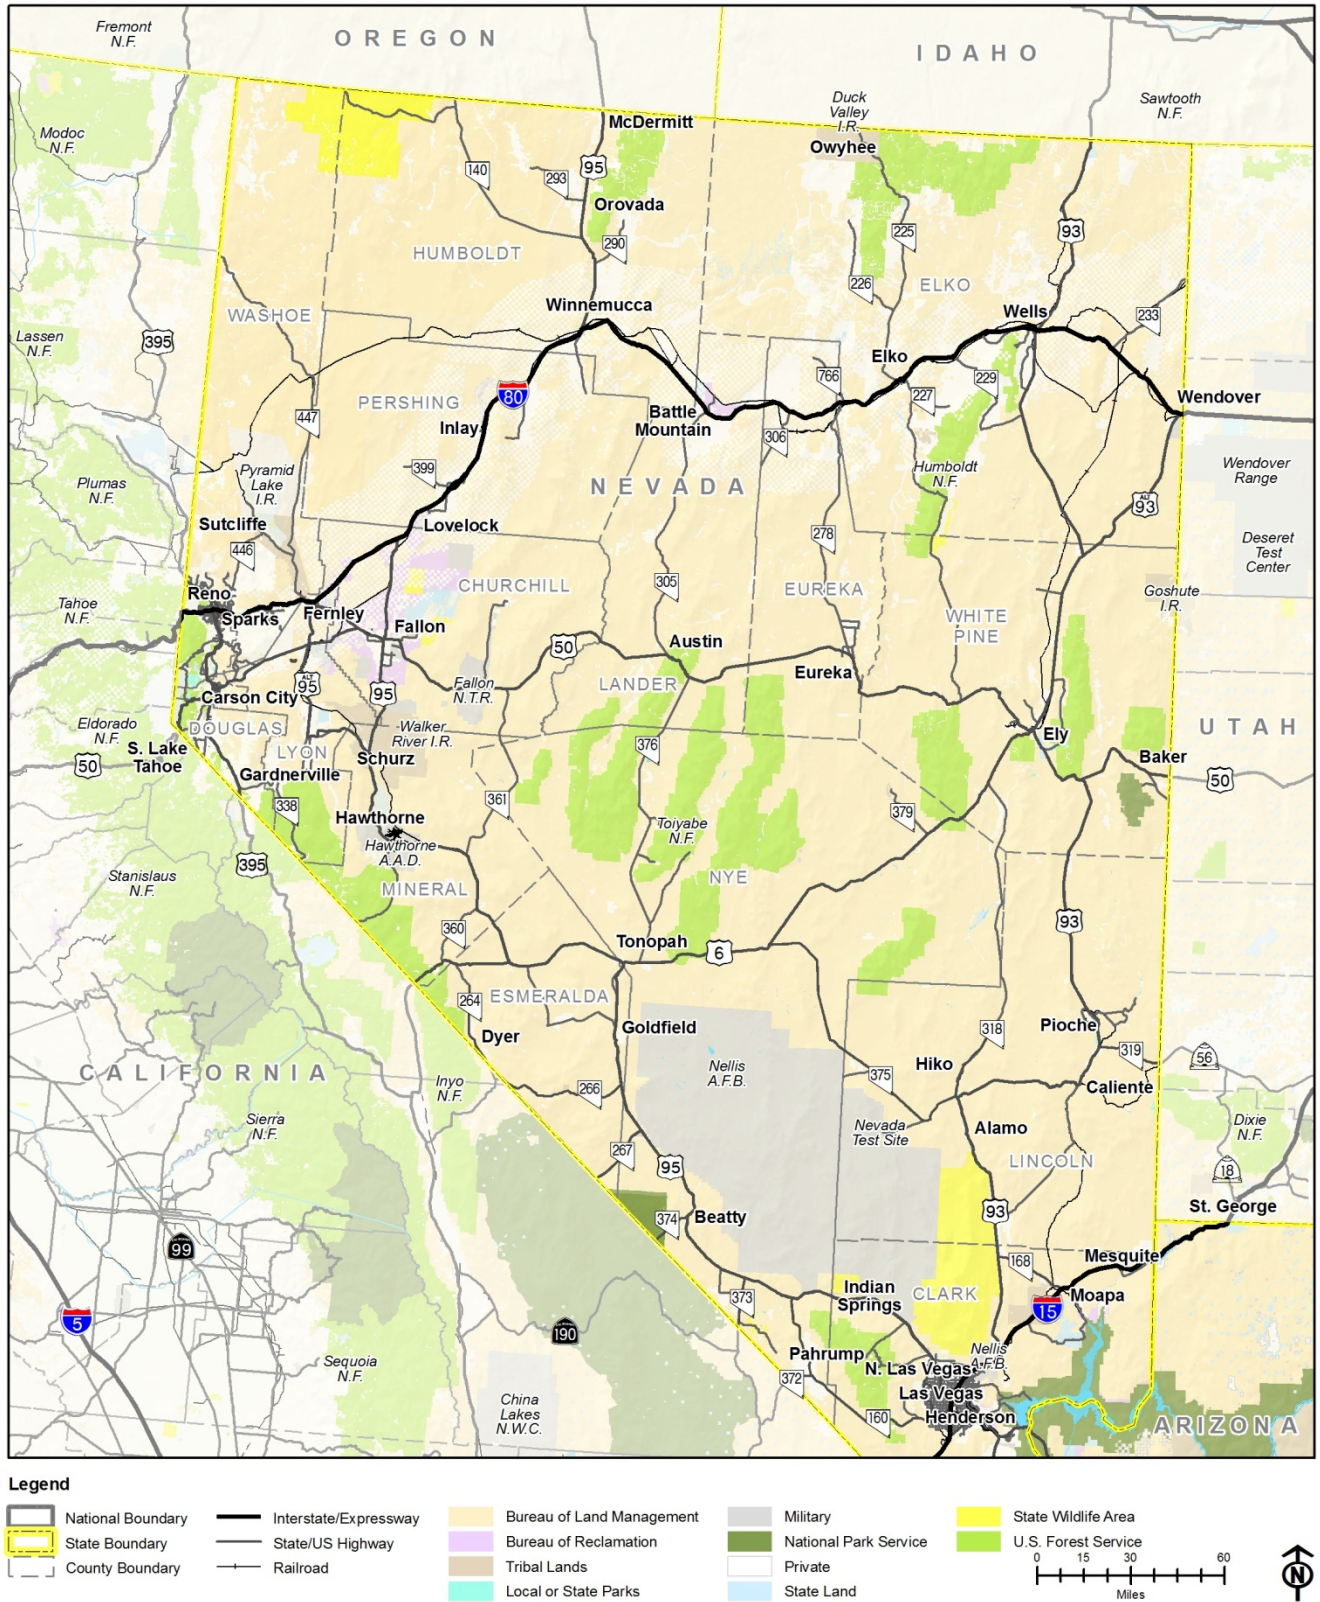 Fremont
N.F.
OREGON
IDAHO
Duck
Valley
I.R.
Sawtooth
N.F.
Modoc
N.F.
McDermitt
Owyhee
140
293
95
Orovada
290
225
93
HUMBOLDT
226
ELKO
WASHOE
Winnemucca
Wells
233
Lassen
N.F.
395
Elko
766
229
227
80
PERSHING
Inlay
447
Battle
Mountain
306
Wendover
399
Pyramid
Lake
I.R.
Humboldt
N.F.
Wendover
Range
Plumas
N.F.
NEVADA
ALT
93
Sutcliffe
Lovelock
446
278
Deseret
Test
Center
CHURCHILL
305
EUREKA
Goshute
I.R.
Reno
Sparks
Fernley
Fallon
Tahoe
N.F.
WHITE
PINE
50
Austin
Eureka
ALT
95
95
Fallon
N.T.R.
LANDER
Carson City
Eldorado
N.F.
DOUGLAS
Walker
River I.R.
UTAH
S. Lake
Tahoe
LYON
Schurz
376
Ely
Baker
50
Gardnerville
50
338
361
379
Hawthorne
Hawthorne
A.A.D.
Toiyabe
N.F.
395
Stanislaus
N.F.
MINERAL
NYE
360
93
Tonopah
6
ESMERALDA
264
Dyer
Goldfield
318
Pioche
319
56
CALIFORNIA
Nellis
A.F.B.
Hiko
375
Caliente
Inyo
N.F.
266
Sierra
N.F.
Nevada
Test Site
Alamo
Dixie
N.F.
267
95
LINCOLN
18
374
Beatty
93
St. George
99
168
Mesquite
Indian
Springs
CLARK
373
15
Moapa
5
190
Pahrump
Nellis
A.F.B.
N. Las Vegas
Sequoia
N.F.
372
Las Vegas
China
Lakes
N.W.C.
160
Henderson
ARIZONA
Legend
National Boundary
State Boundary
County Boundary
Interstate/Expressway
State/US Highway
Railroad
Bureau of Land Management
Bureau of Reclamation
Tribal Lands
Local or State Parks
Military
National Park Service
Private
State Land
State Wildlife Area
U.S. Forest Service
0 15 30 60
Miles
N